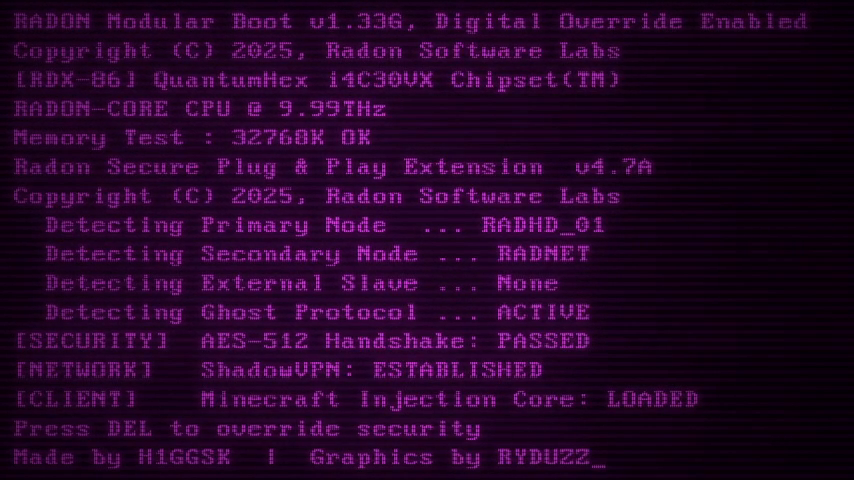 RADON Modular Boot v1.33G, Digital Override Enabled
Copyright (C) 2025, Radon Software Labs
[RDX-86] QuantumHex i4C30VX Chipset(TM)
RADON-CORE CPU @ 9.99THz
Memory Test : 32768K OK
Radon Secure Plug & Play Extension  v4.7A
Copyright (C) 2025, Radon Software Labs
  Detecting Primary Node   ... RADHD_01
  Detecting Secondary Node ... RADNET
  Detecting External Slave ... None
  Detecting Ghost Protocol ... ACTIVE
[SECURITY]  AES-512 Handshake: PASSED
[NETWORK]   ShadowVPN: ESTABLISHED
[CLIENT]    Minecraft Injection Core: LOADED
Press DEL to override security
Made by H1GGSK  |  Graphics by RYDUZZ_